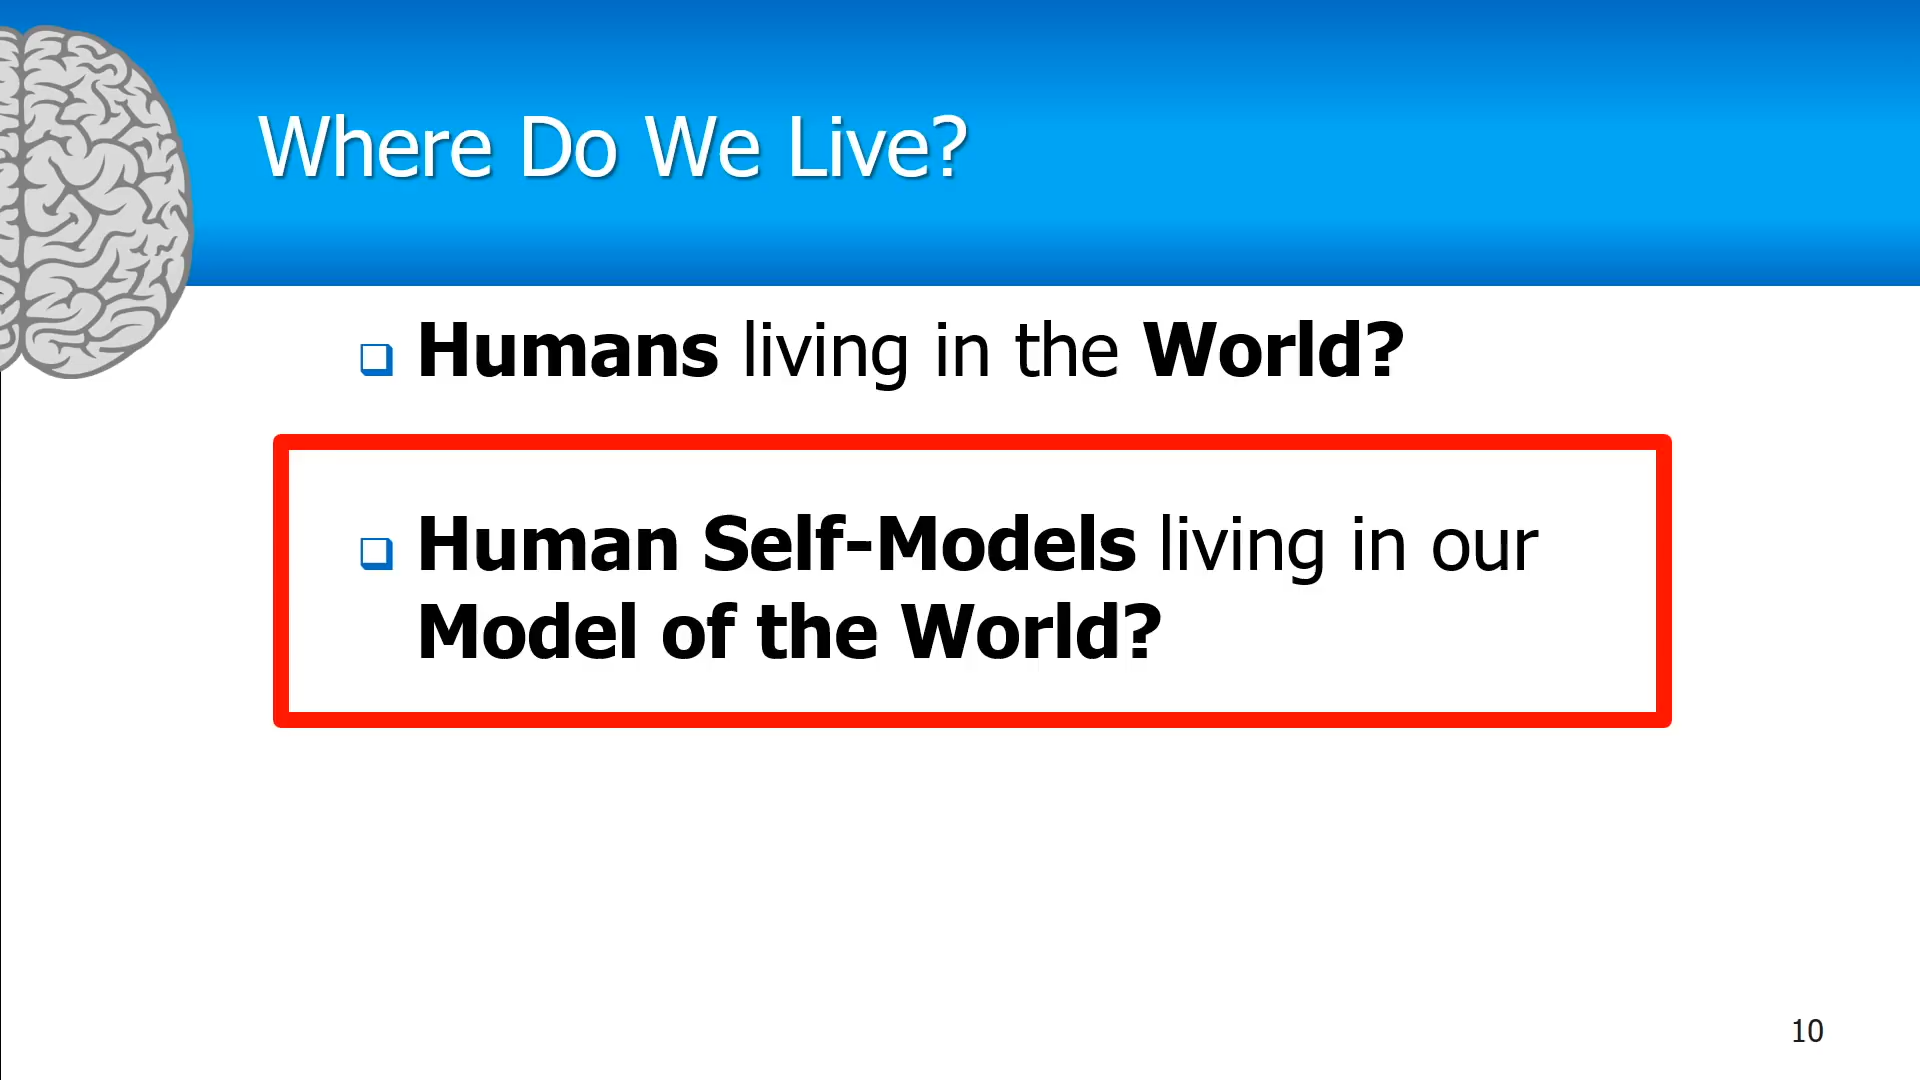 Where Do We Live?
Humans living in the World?
Human Self-Models living in our
Model of the World?
10